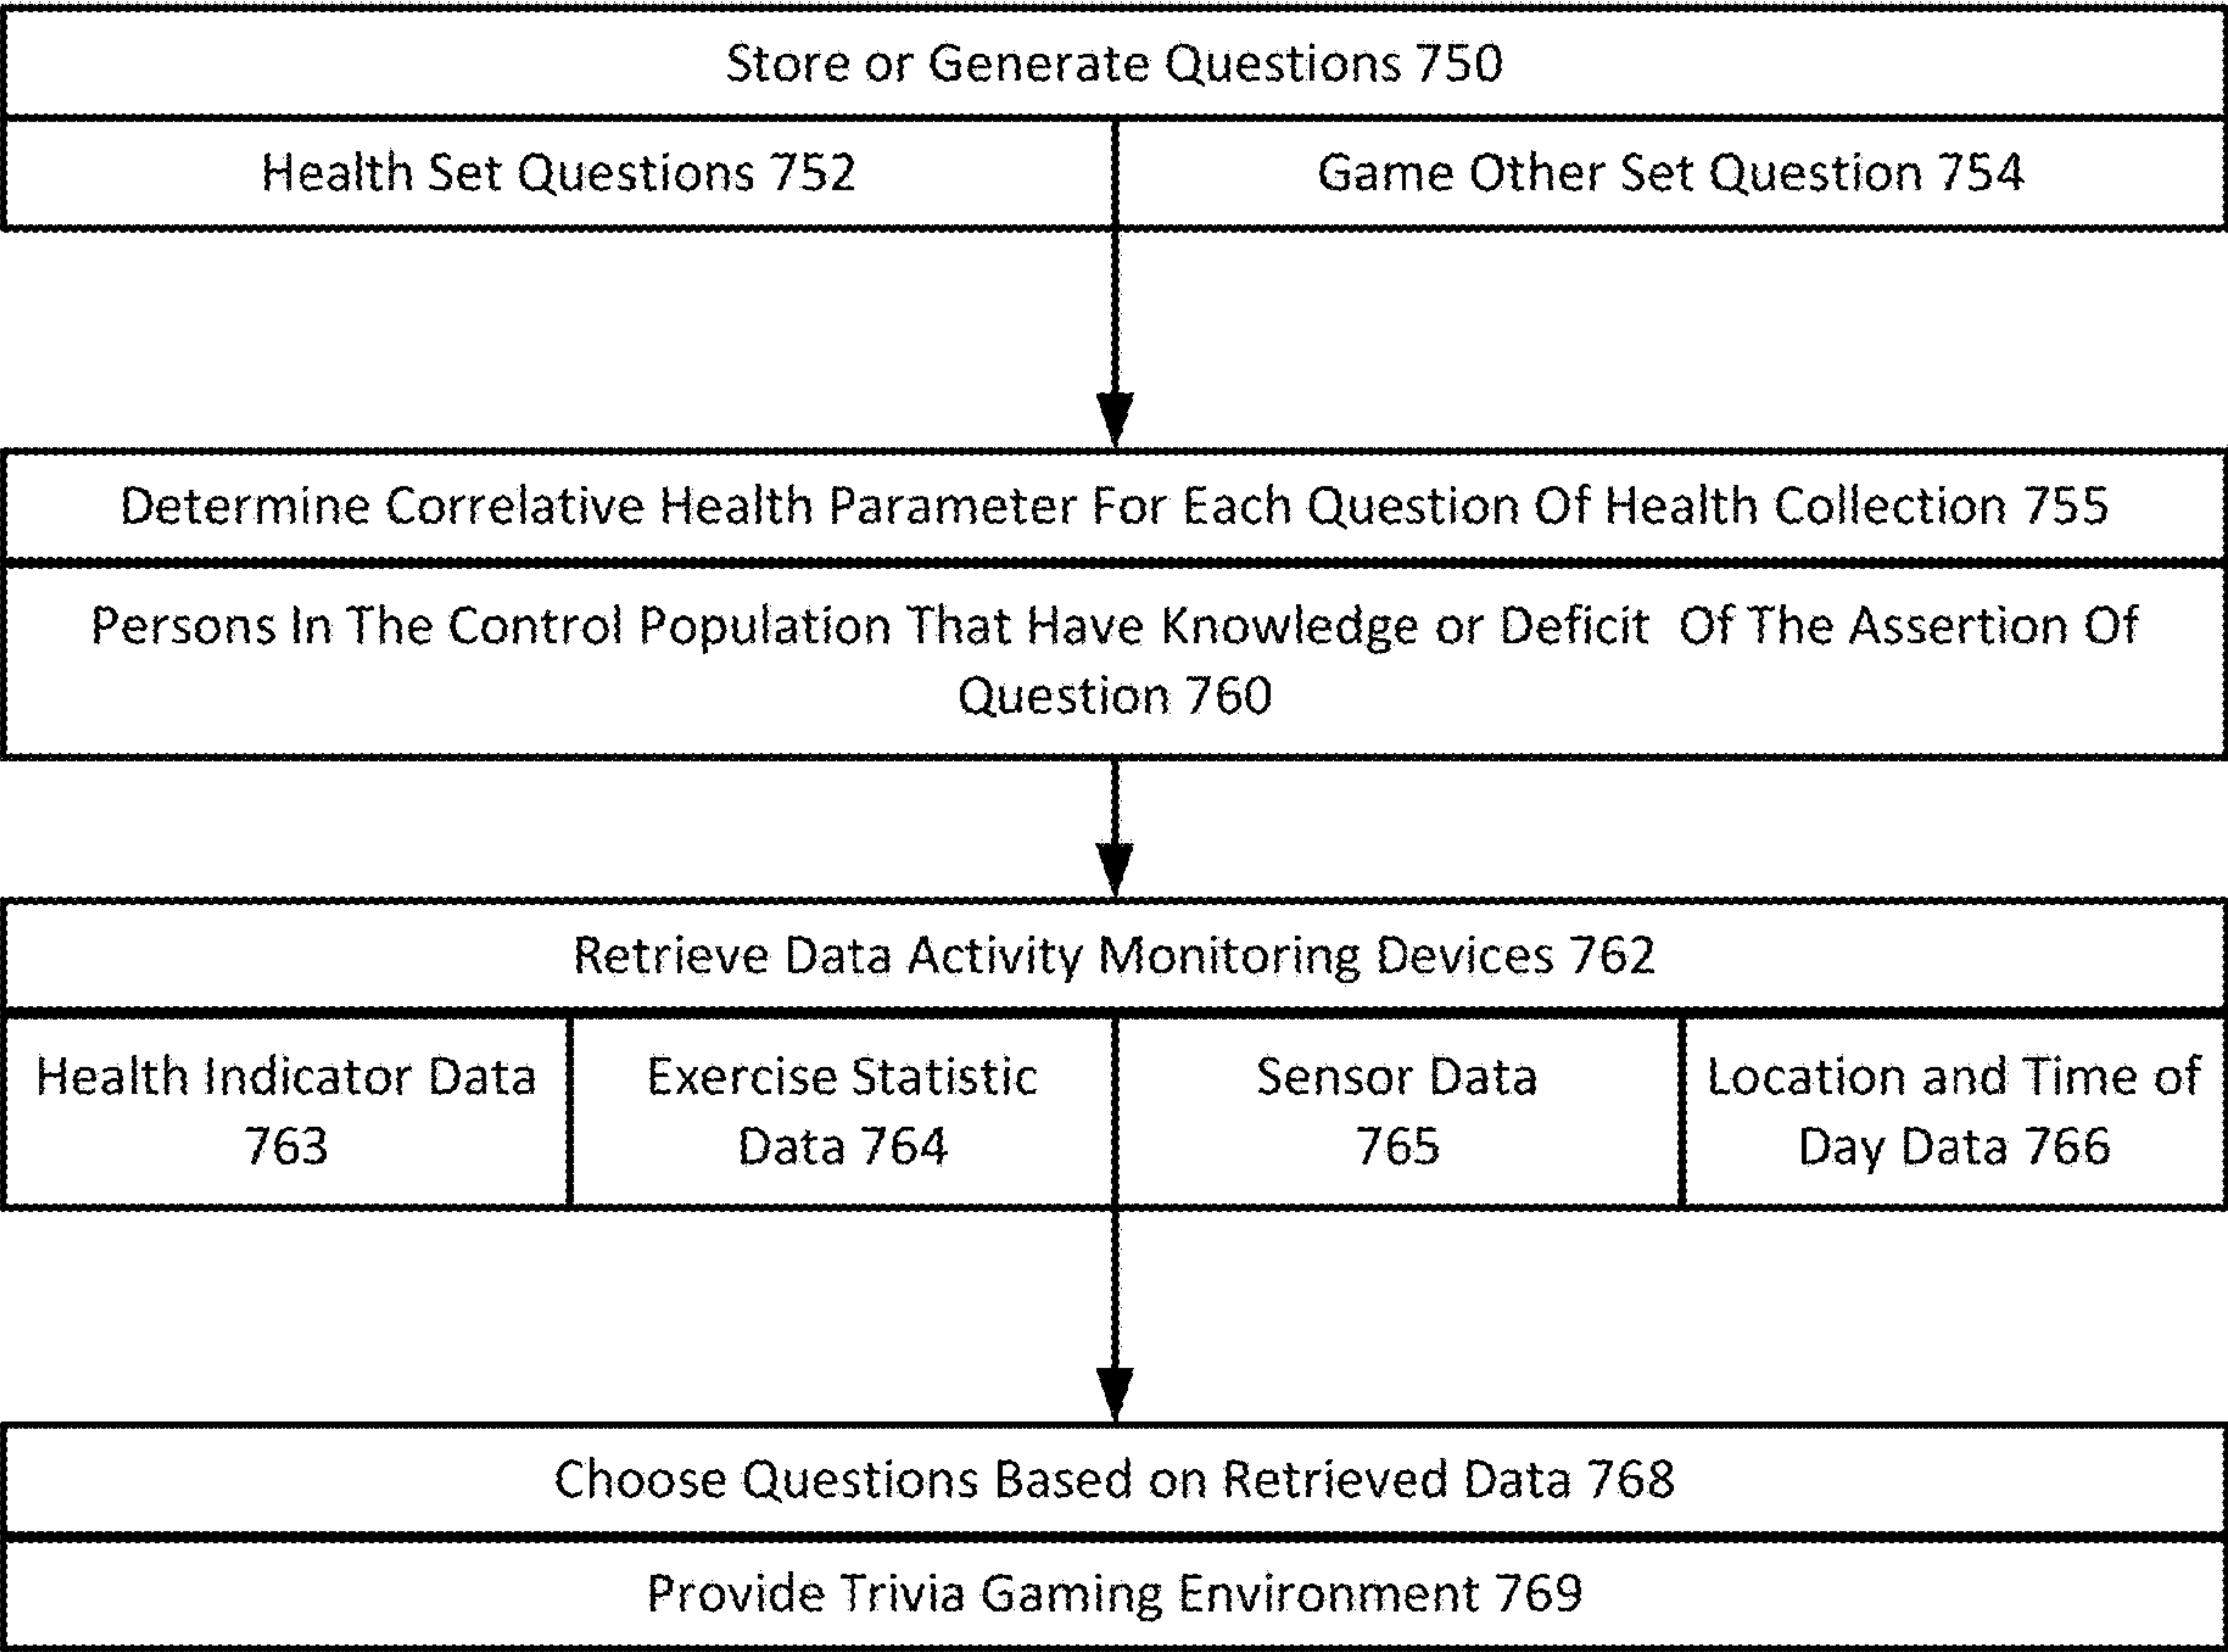 Store or Generate Questions 750
Health Set Questions 752
Game Other Set Question 754
Determine Correlative Health Parameter For Each Question Of Health Collection 755
Persons In The Control Population That Have Knowledge or Deficit Of The Assertion Of
Question 760
Retrieve Data Activity Monitoring Devices 762
Health Indicator Data
763
Exercise Statistic
Data 764
Sensor Data
765
Location and Time of
Day Data 766
Choose Questions Based on Retrieved Data 768
Provide Trivia Gaming Environment 769